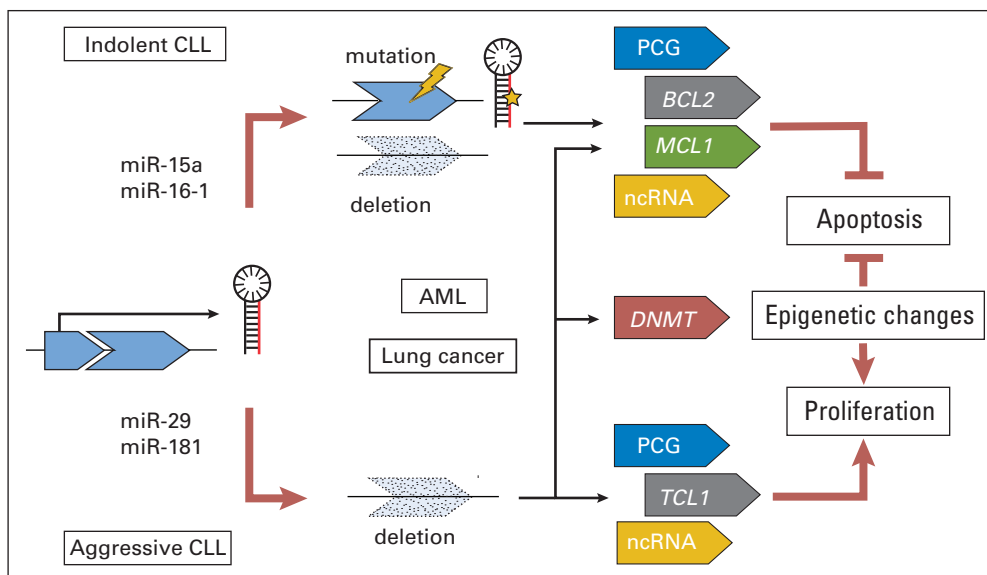 Indolent CLL
mutation
miR-15a
miR-16-1
deletion
PCG
BCL2
MCL1
ncRNA
Apoptosis
AML
Lung cancer
DNMT
Epigenetic changes
Proliferation
miR-29
miR-181
deletion
PCG
TCL1
ncRNA
Aggressive CLL